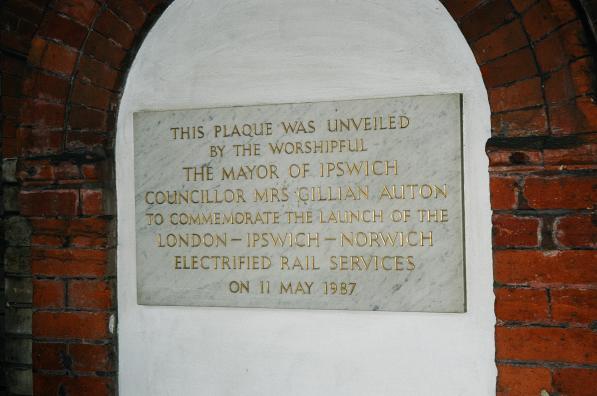 THIS PLAQUE WAS UNVEILED
BY THE WORSHIPFUL
THE MAYOR OF IPSWICH
COUNCILLOR MRS GILLIAN AUTON
TO COMMEMORATE THE LAUNCH OF THE
LONDON – IPSWICH – NORWICH
ELECTRIFIED RAIL SERVICES
ON 11 MAY 1987